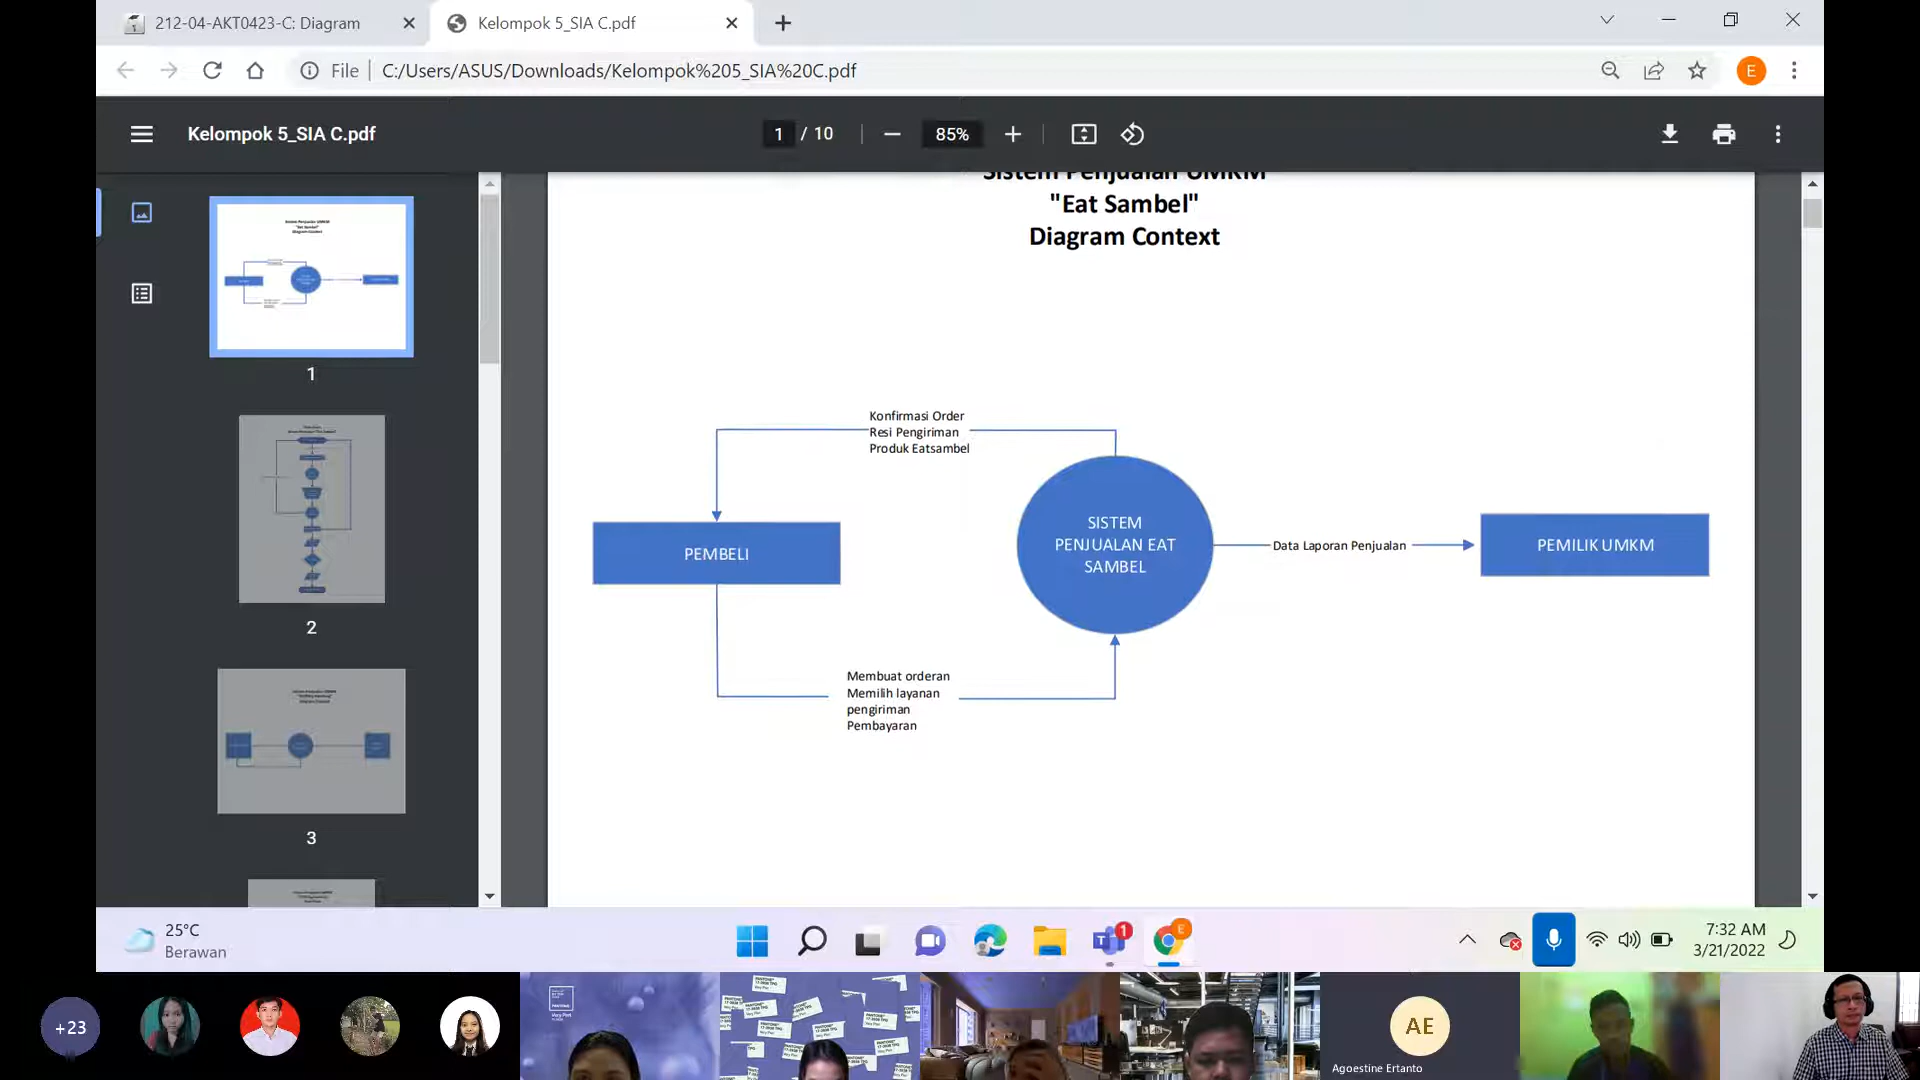 212-04-AKT0423-C: Diagram
Kelompok 5_SIA C.pdf
File
C:/Users/ASUS/Downloads/Kelompok%205_SIA%20C.pdf
E
Kelompok 5_SIA C.pdf
1 / 10
85%
Sistem Penjualan UMKM
"Eat Sambel"
Diagram Context
Konfirmasi Order
Resi Pengiriman
Produk Eatsambel
PEMBELI
SISTEM
PENJUALAN EAT
SAMBEL
Data Laporan Penjualan
PEMILIK UMKM
Membuat orderan
Memilih layanan
pengiriman
Pembayaran
1
2
3
25°C
Berawan
1
E
7:32 AM
3/21/2022
+23
AE
Agoestine Ertanto